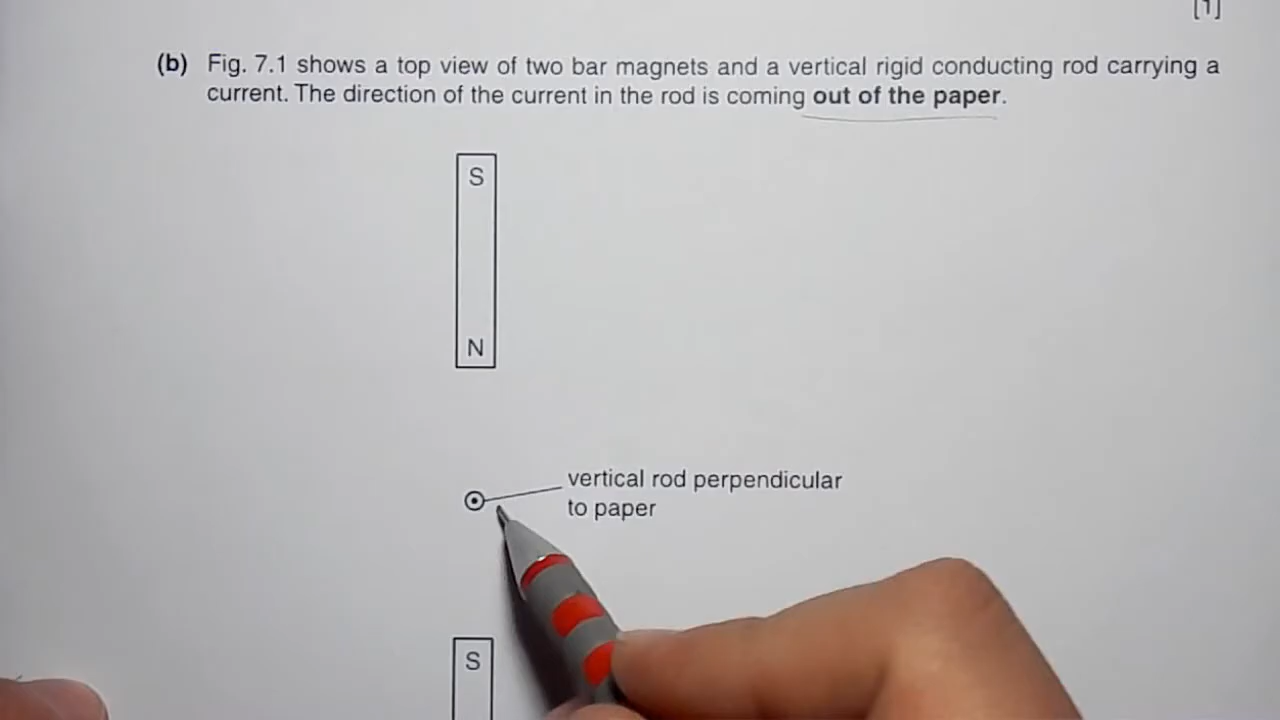 [1]
(b) Fig. 7.1 shows a top view of two bar magnets and a vertical rigid conducting rod carrying a
current. The direction of the current in the rod is coming out of the paper.
S
N
vertical rod perpendicular
to paper
S